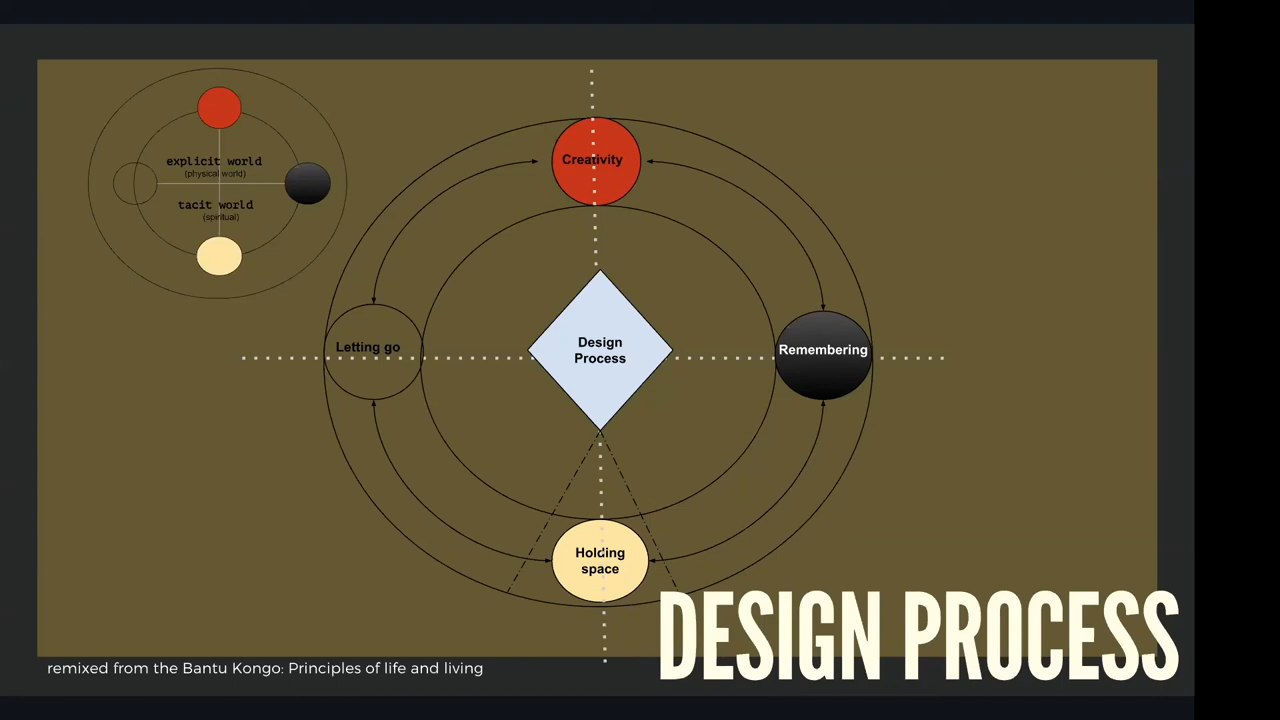 explicit world
(physical world)
tacit world
(spiritual)
Creativity
Letting go
Design
Process
Remembering
Holding
space
DESIGN PROCESS
remixed from the Bantu Kongo: Principles of life and living